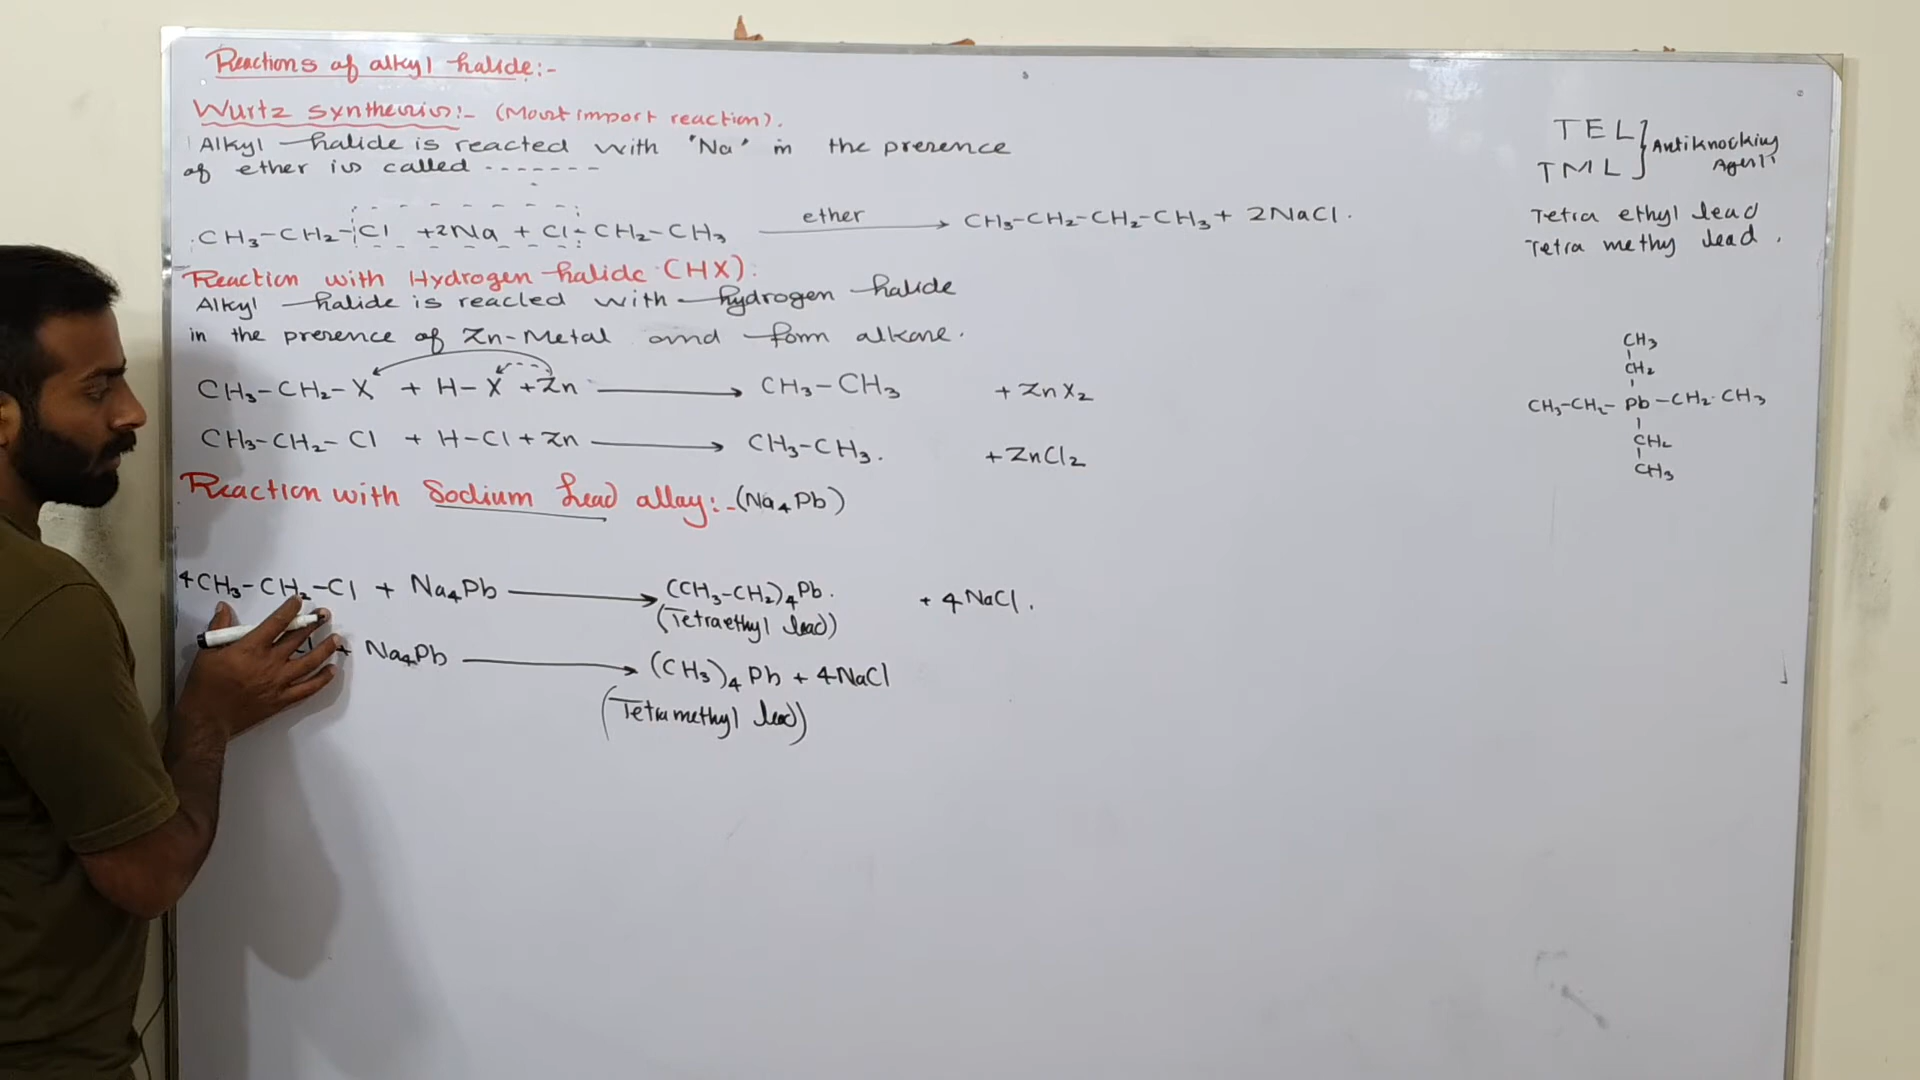 Reactions of alkyl halide:-
Wurtz synthesis:- (Most import reaction).
Alkyl halide is reacted with "Na" in the presence
of ether is called -------
CH₃-CH₂-Cl +2Na + Cl-CH₂-CH₃ ether CH₃-CH₂-CH₂-CH₃ + 2NaCl.
Reaction with Hydrogen halide (HX).
Alkyl halide is reacted with hydrogen halide
in the presence of Zn-Metal and form alkane.
CH₃-CH₂-X + H-X + Zn ⟶ CH₃-CH₃ + ZnX₂
CH₃-CH₂-Cl + H-Cl + Zn ⟶ CH₃-CH₃. + ZnCl₂
Reaction with Sodium Lead allay:-(Na₄Pb)
4CH₃-CH₂-Cl + Na₄Pb ⟶ (CH₃-CH₂)₄Pb. + 4NaCl.
(Tetraethyl lead)
+ Na₄Pb ⟶ (CH₃)₄Pb + 4NaCl
(Tetramethyl lead)
TEL } Antiknocking
TML
Tetra ethyl lead
Tetra methy lead.
CH₃
CH₂
CH₃-CH₂-Pb-CH₂-CH₃
CH₂
CH₃